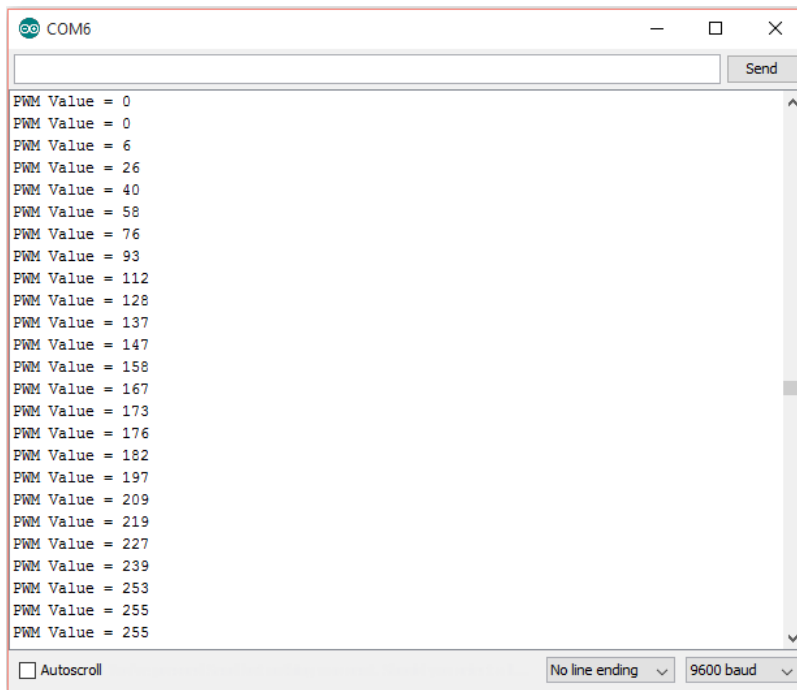 COM6
Send
PWM Value = 0
PWM Value = 0
PWM Value = 6
PWM Value = 26
PWM Value = 40
PWM Value = 58
PWM Value = 76
PWM Value = 93
PWM Value = 112
PWM Value = 128
PWM Value = 137
PWM Value = 147
PWM Value = 158
PWM Value = 167
PWM Value = 173
PWM Value = 176
PWM Value = 182
PWM Value = 197
PWM Value = 209
PWM Value = 219
PWM Value = 227
PWM Value = 239
PWM Value = 253
PWM Value = 255
PWM Value = 255
Autoscroll No line ending 9600 baud